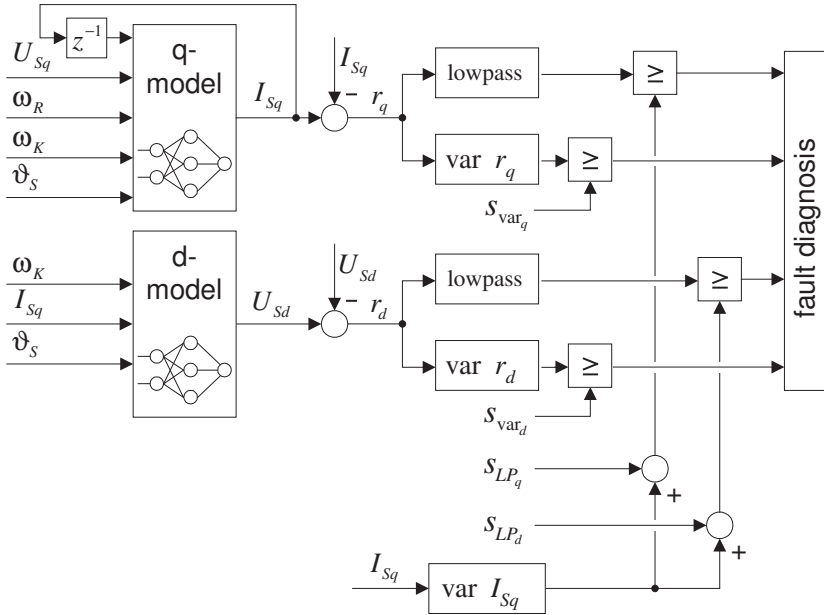 z⁻¹
q-
model
U_Sq
ω_R
ω_K
ϑ_S
I_Sq
I_Sq
−
r_q
lowpass
≥
var r_q
≥
s_var_q
d-
model
ω_K
I_Sq
ϑ_S
U_Sd
U_Sd
−
r_d
lowpass
≥
var r_d
≥
s_var_d
fault diagnosis
s_LP_q
+
s_LP_d
+
I_Sq
var I_Sq